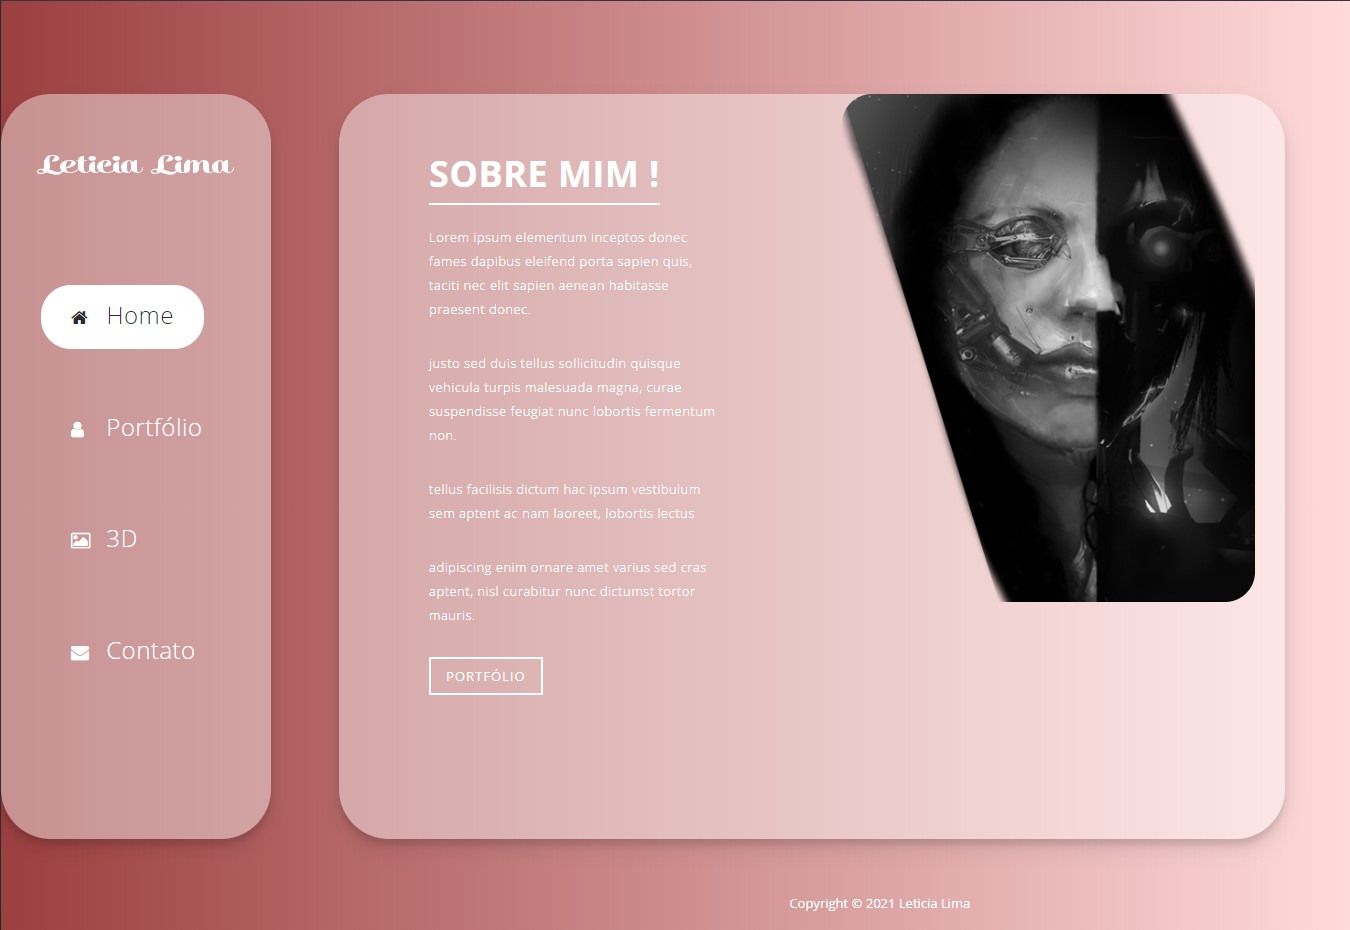 Leticia Lima
Home
Portfólio
3D
Contato
SOBRE MIM !
Lorem ipsum elementum inceptos donec
fames dapibus eleifend porta sapien quis,
taciti nec elit sapien aenean habitasse
praesent donec.
justo sed duis tellus sollicitudin quisque
vehicula turpis malesuada magna, curae
suspendisse feugiat nunc lobortis fermentum
non.
tellus facilisis dictum hac ipsum vestibulum
sem aptent ac nam laoreet, lobortis lectus
adipiscing enim ornare amet varius sed cras
aptent, nisl curabitur nunc dictumst tortor
mauris.
PORTFÓLIO
Copyright © 2021 Leticia Lima